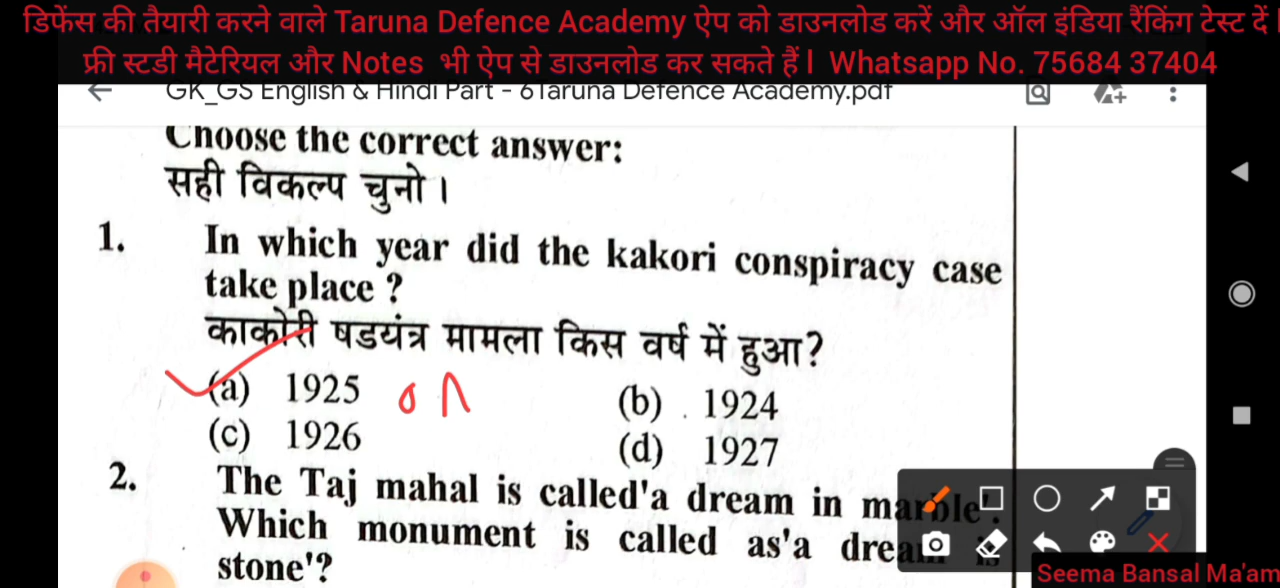 डिफेंस की तैयारी करने वाले Taruna Defence Academy ऐप को डाउनलोड करें और ऑल इंडिया रैंकिंग टेस्ट दें।
फ्री स्टडी मैटेरियल और Notes भी ऐप से डाउनलोड कर सकते हैं। Whatsapp No. 75684 37404
GK_GS English & Hindi Part - 6Taruna Defence Academy.pdf
Choose the correct answer:
सही विकल्प चुनो।
1. In which year did the kakori conspiracy case
take place ?
काकोरी षडयंत्र मामला किस वर्ष में हुआ?
(a) 1925 (b) . 1924
(c) 1926 (d) 1927
2. The Taj mahal is called'a dream in marble'.
Which monument is called as'a dream is
stone'?
Seema Bansal Ma'am